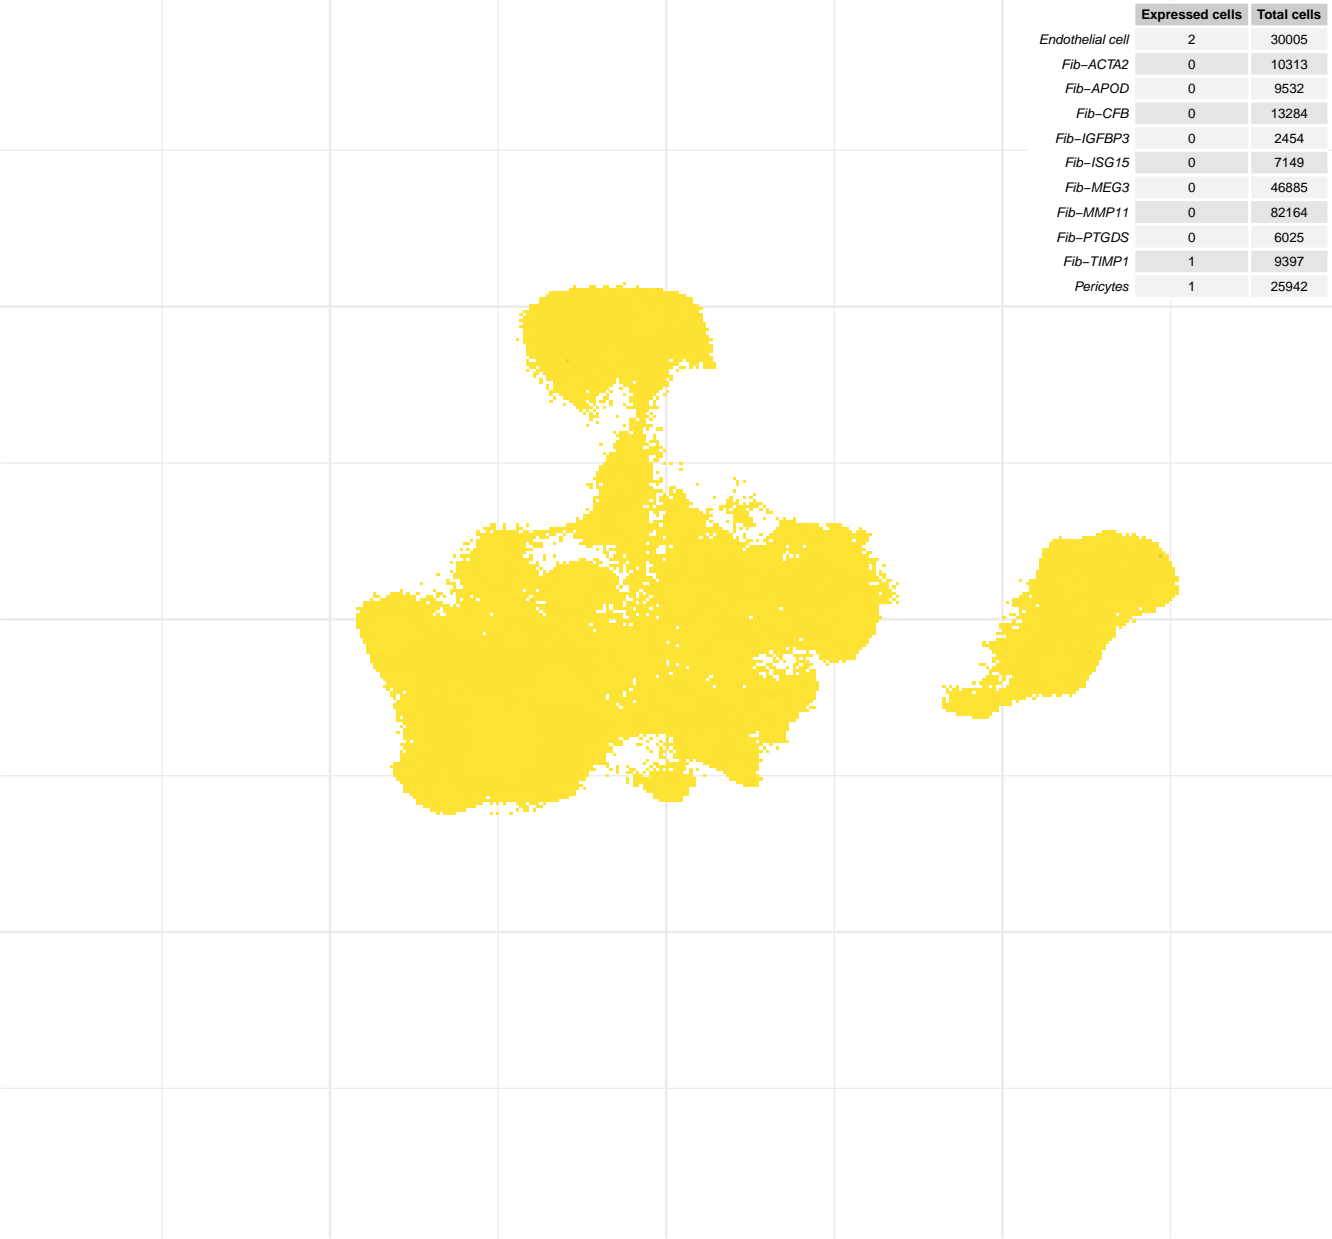 Expressed cells Total cells
Endothelial cell 2 30005
Fib−ACTA2 0 10313
Fib−APOD 0 9532
Fib−CFB 0 13284
Fib−IGFBP3 0 2454
Fib−ISG15 0 7149
Fib−MEG3 0 46885
Fib−MMP11 0 82164
Fib−PTGDS 0 6025
Fib−TIMP1 1 9397
Pericytes 1 25942